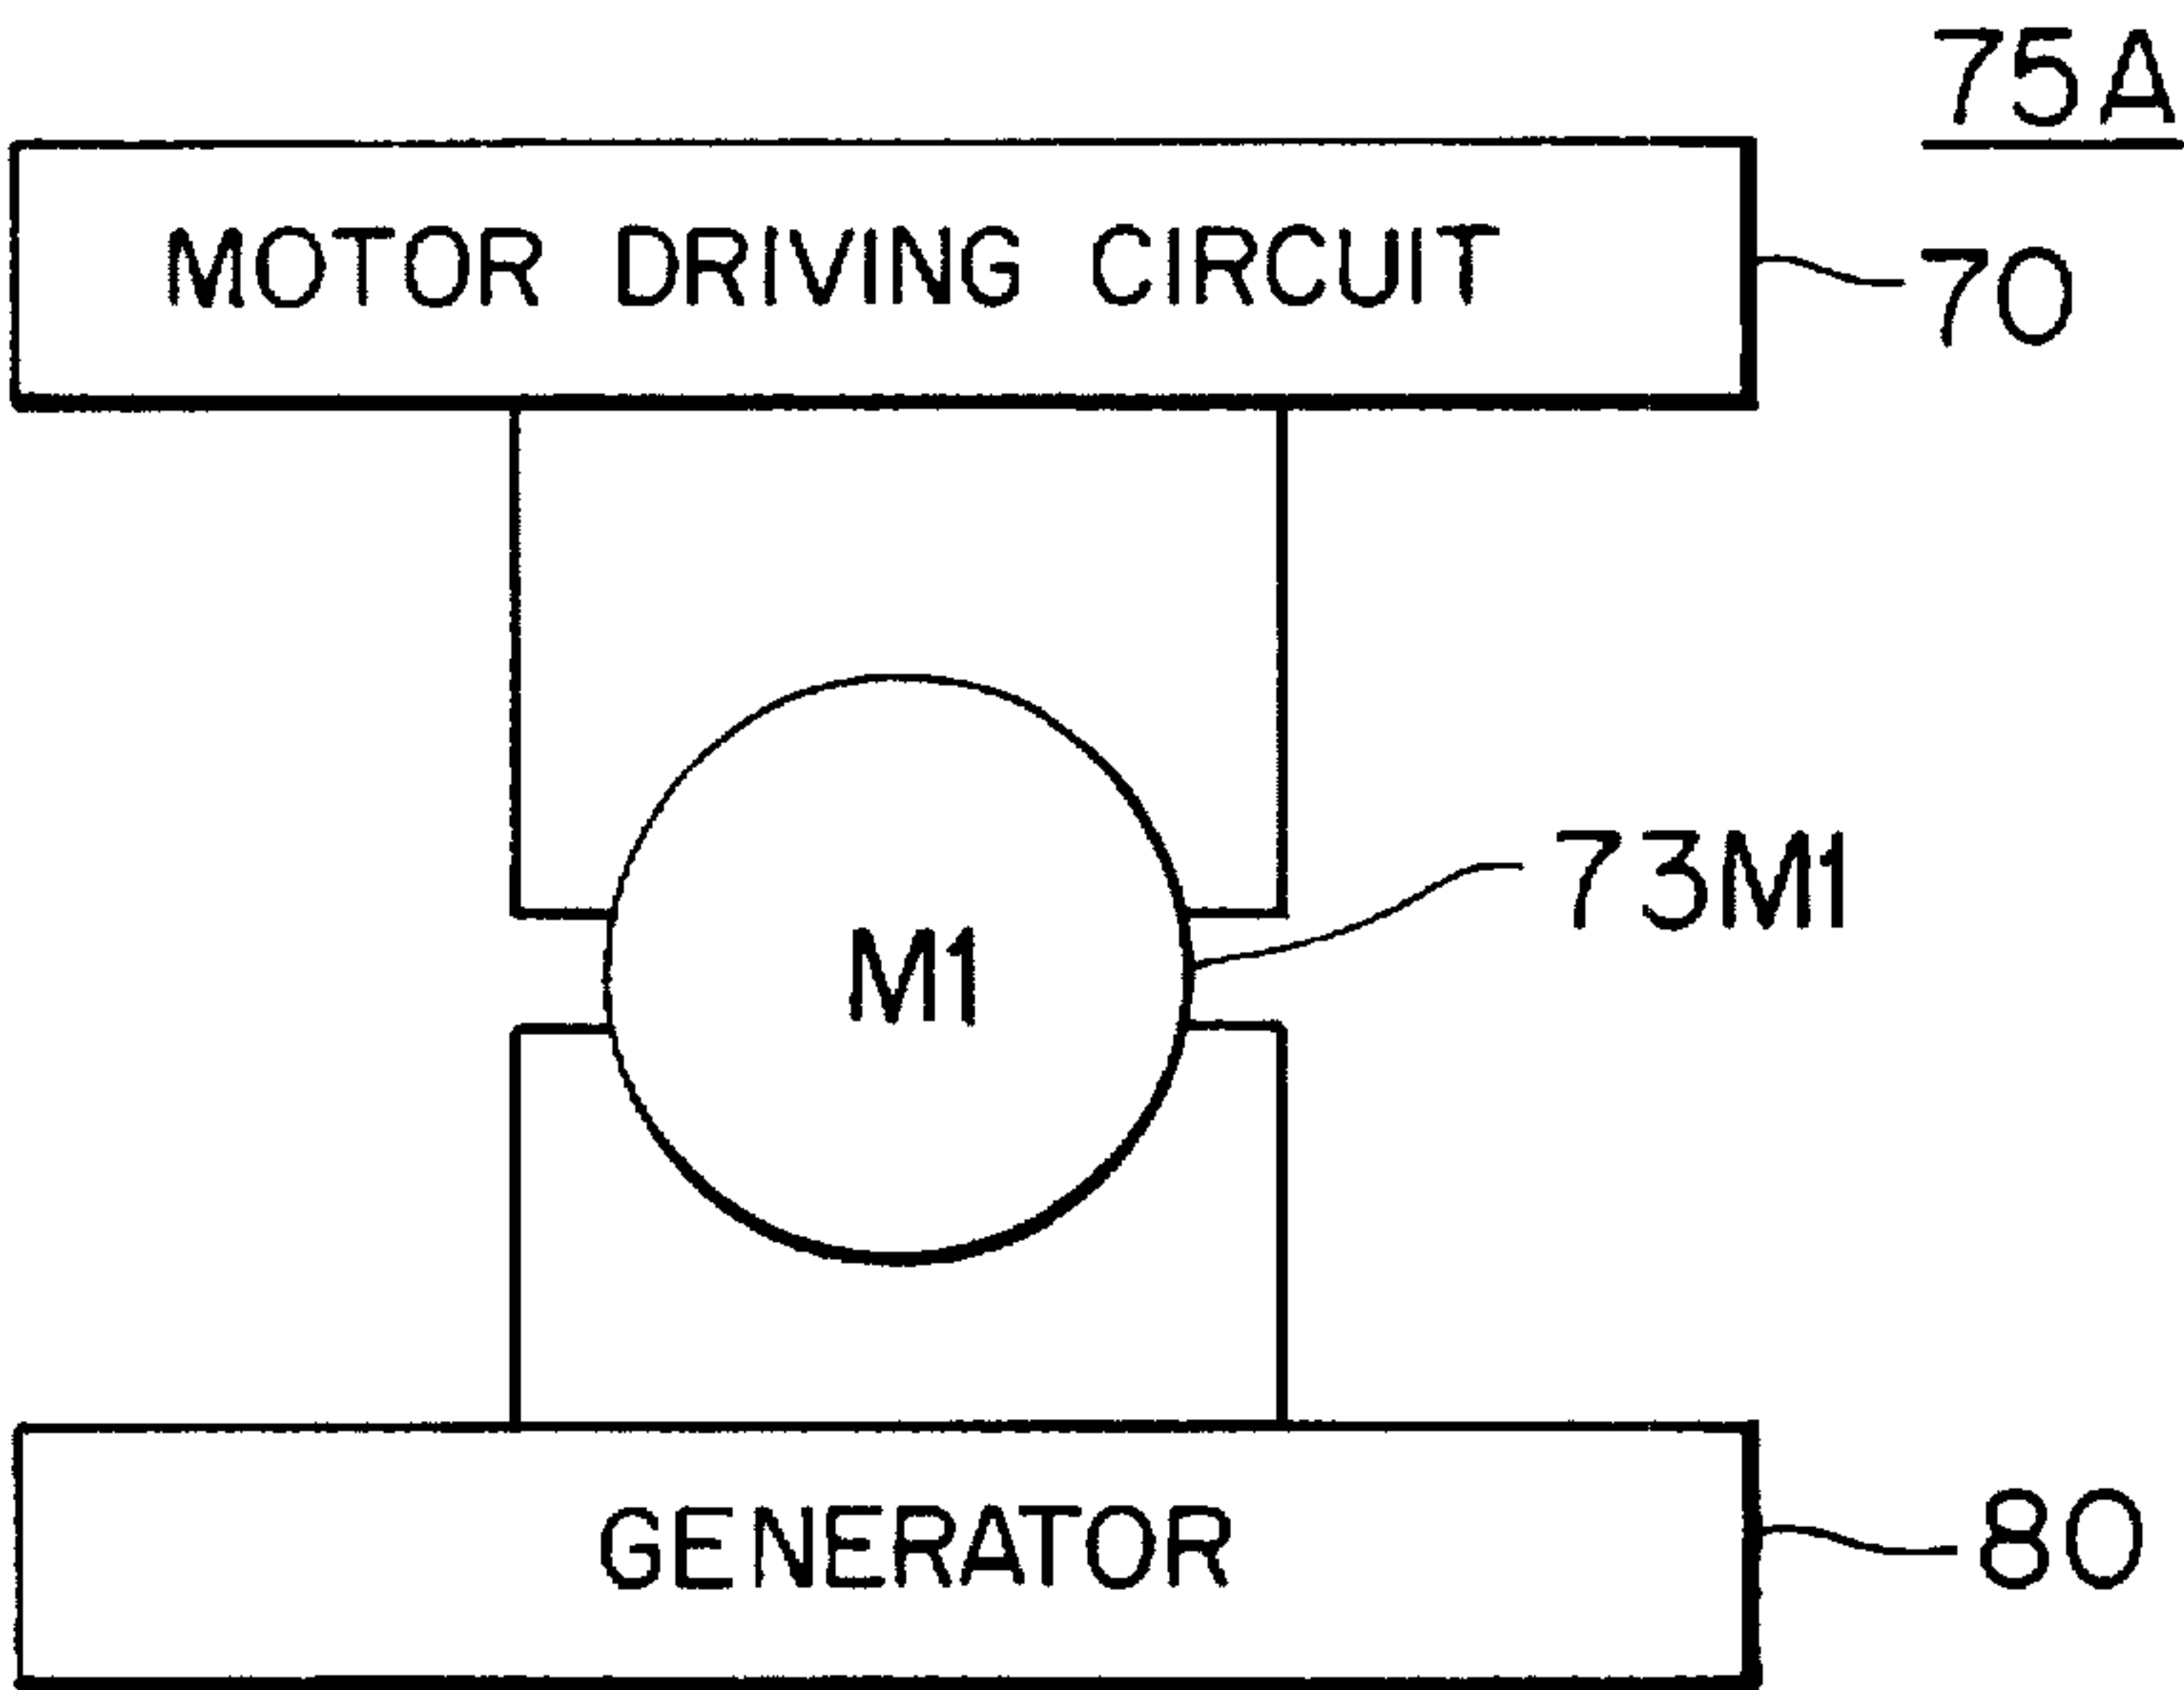 75A
MOTOR DRIVING CIRCUIT
70
73M1
M1
GENERATOR
80